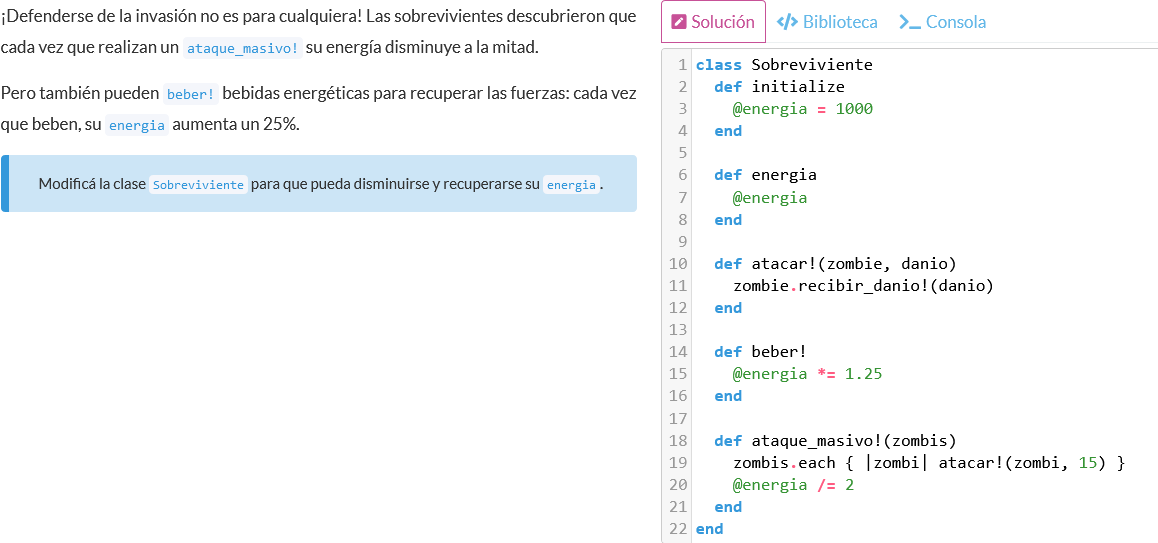 ¡Defenderse de la invasión no es para cualquiera! Las sobrevivientes descubrieron que
cada vez que realizan un ataque_masivo! su energía disminuye a la mitad.
Pero también pueden beber! bebidas energéticas para recuperar las fuerzas: cada vez
que beben, su energia aumenta un 25%.
Modificá la clase Sobreviviente para que pueda disminuirse y recuperarse su energia.
Solución
</> Biblioteca
>_ Consola
1 class Sobreviviente
2   def initialize
3     @energia = 1000
4   end
5
6   def energia
7     @energia
8   end
9
10   def atacar!(zombie, danio)
11     zombie.recibir_danio!(danio)
12   end
13
14   def beber!
15     @energia *= 1.25
16   end
17
18   def ataque_masivo!(zombis)
19     zombis.each { |zombi| atacar!(zombi, 15) }
20     @energia /= 2
21   end
22 end